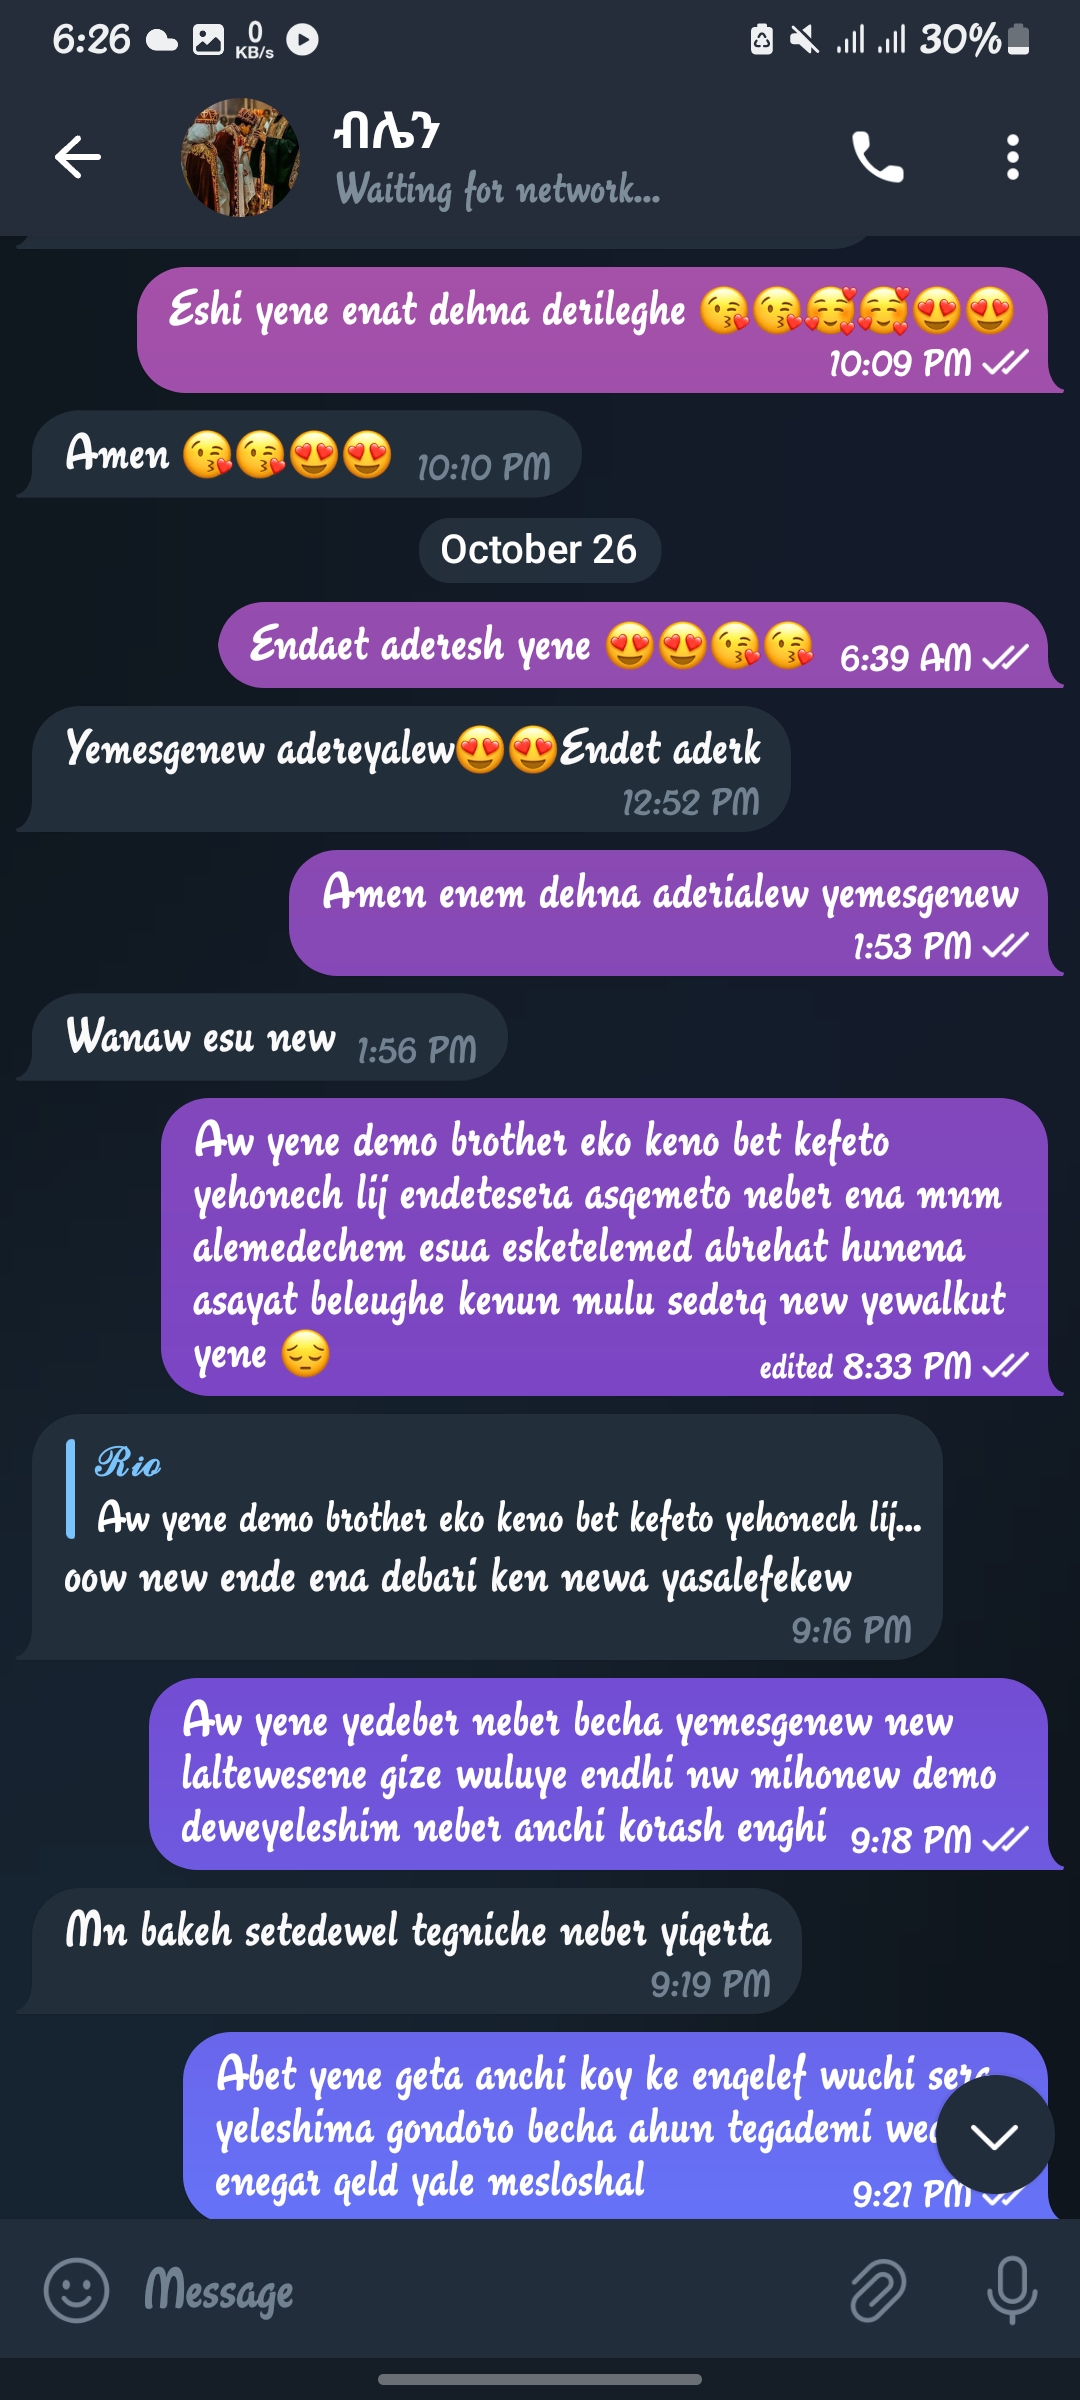 6:26
0
KB/s
30%
ብሌን
Waiting for network...
Eshi yene enat dehna derileghe 😘😘🥰🥰😍😍
10:09 PM
Amen 😘😘😍😍 10:10 PM
October 26
Endaet aderesh yene 😍😍😘😘 6:39 AM
Yemesgenew adereyalew😍😍Endet aderk
12:52 PM
Amen enem dehna aderialew yemesgenew
1:53 PM
Wanaw esu new 1:56 PM
Aw yene demo brother eko keno bet kefeto
yehonech lij endetesera asqemeto neber ena mnm
alemedechem esua esketelemed abrehat hunena
asayat beleughe kenun mulu sederq new yewalkut
yene 😔 edited 8:33 PM
Rio
Aw yene demo brother eko keno bet kefeto yehonech lij...
oow new ende ena debari ken newa yasalefekew
9:16 PM
Aw yene yedeber neber becha yemesgenew new
laltewesene gize wuluye endhi nw mihonew demo
deweyeleshim neber anchi korash enghi 9:18 PM
Mn bakeh setedewel tegniche neber yiqerta
9:19 PM
Abet yene geta anchi koy ke enqelef wuchi
yeleshima gondoro becha ahun tegademi
enegar qeld yale mesloshal 9:21 PM
Message